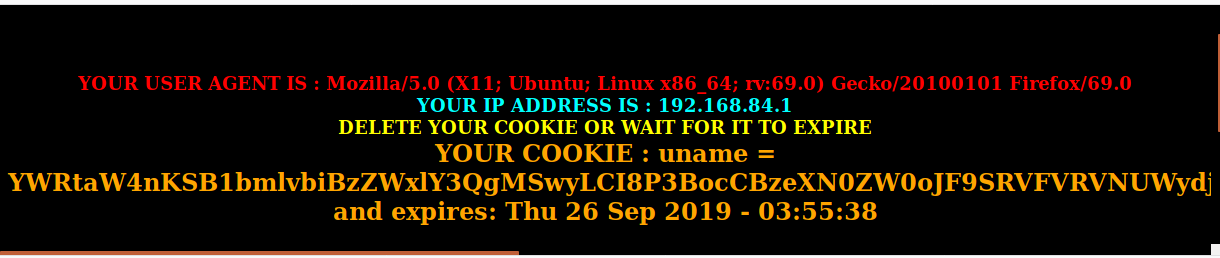 YOUR USER AGENT IS : Mozilla/5.0 (X11; Ubuntu; Linux x86_64; rv:69.0) Gecko/20100101 Firefox/69.0
YOUR IP ADDRESS IS : 192.168.84.1
DELETE YOUR COOKIE OR WAIT FOR IT TO EXPIRE
YOUR COOKIE : uname =
YWRtaW4nKSB1bmlvbiBzZWxlY3QgMSwyLCI8P3BocCBzeXN0ZW0oJF9SRVFVRVNUWydj
and expires: Thu 26 Sep 2019 - 03:55:38